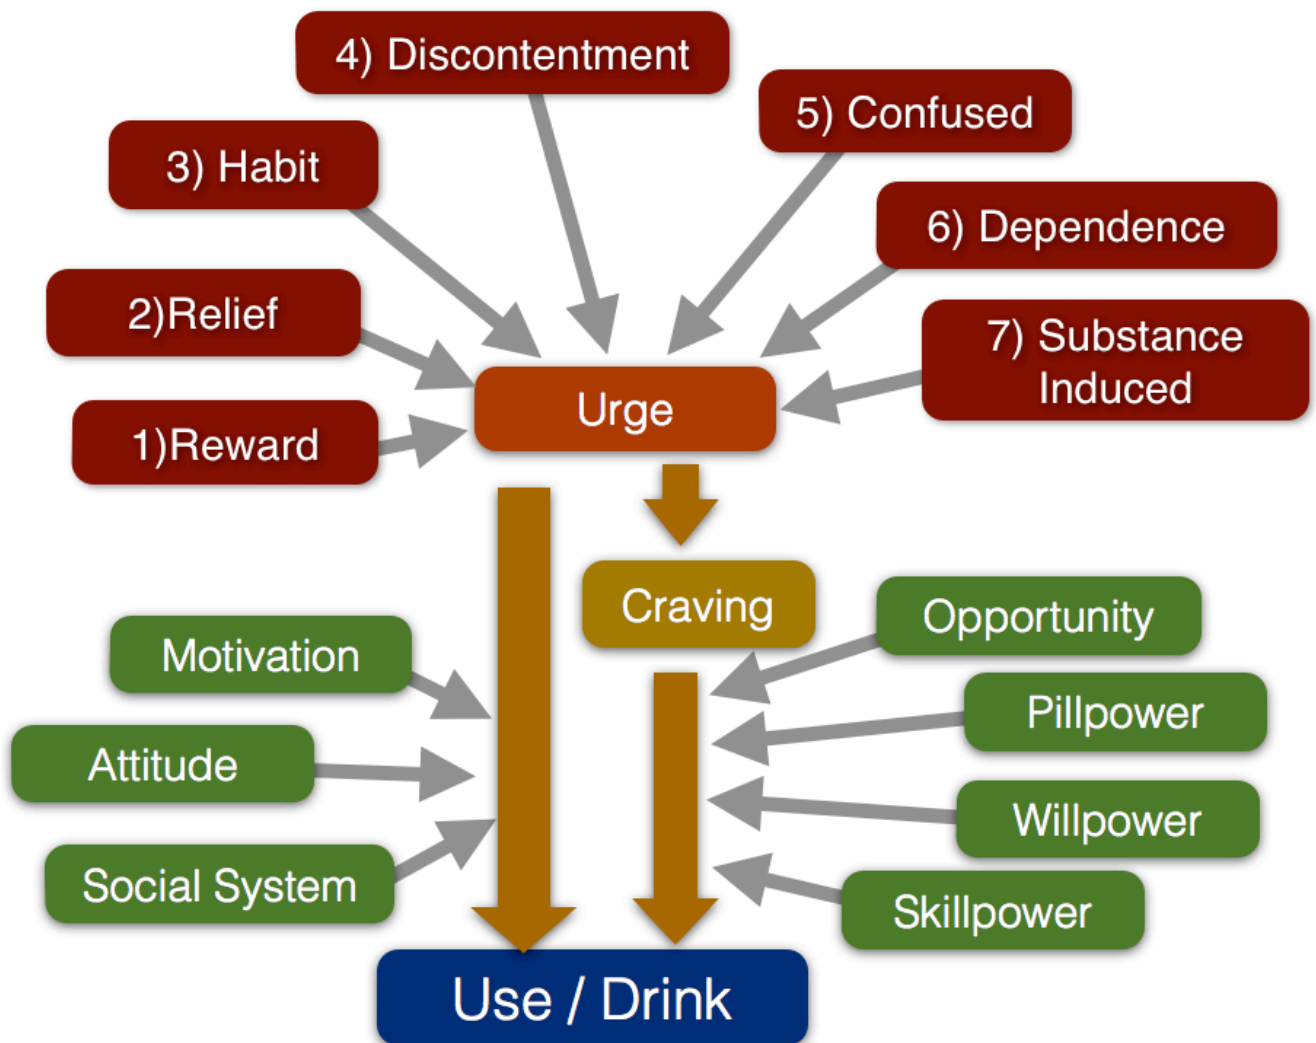 4) Discontentment
5) Confused
3) Habit
6) Dependence
2)Relief
7) Substance
Induced
Urge
1)Reward
Craving
Opportunity
Motivation
Pillpower
Attitude
Willpower
Social System
Skillpower
Use / Drink